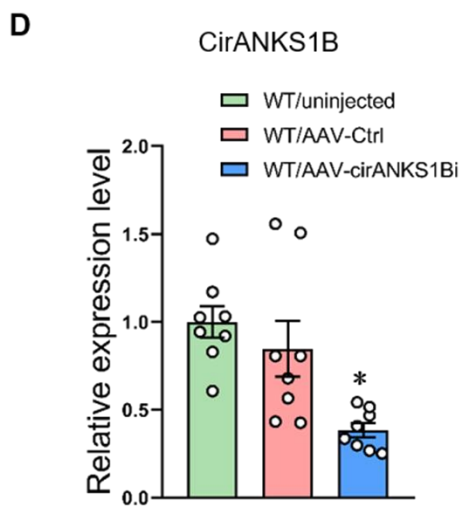 D
CirANKS1B
WT/uninjected
WT/AAV-Ctrl
WT/AAV-cirANKS1Bi
Relative expression level
2.0
1.5
1.0
0.5
0.0
*